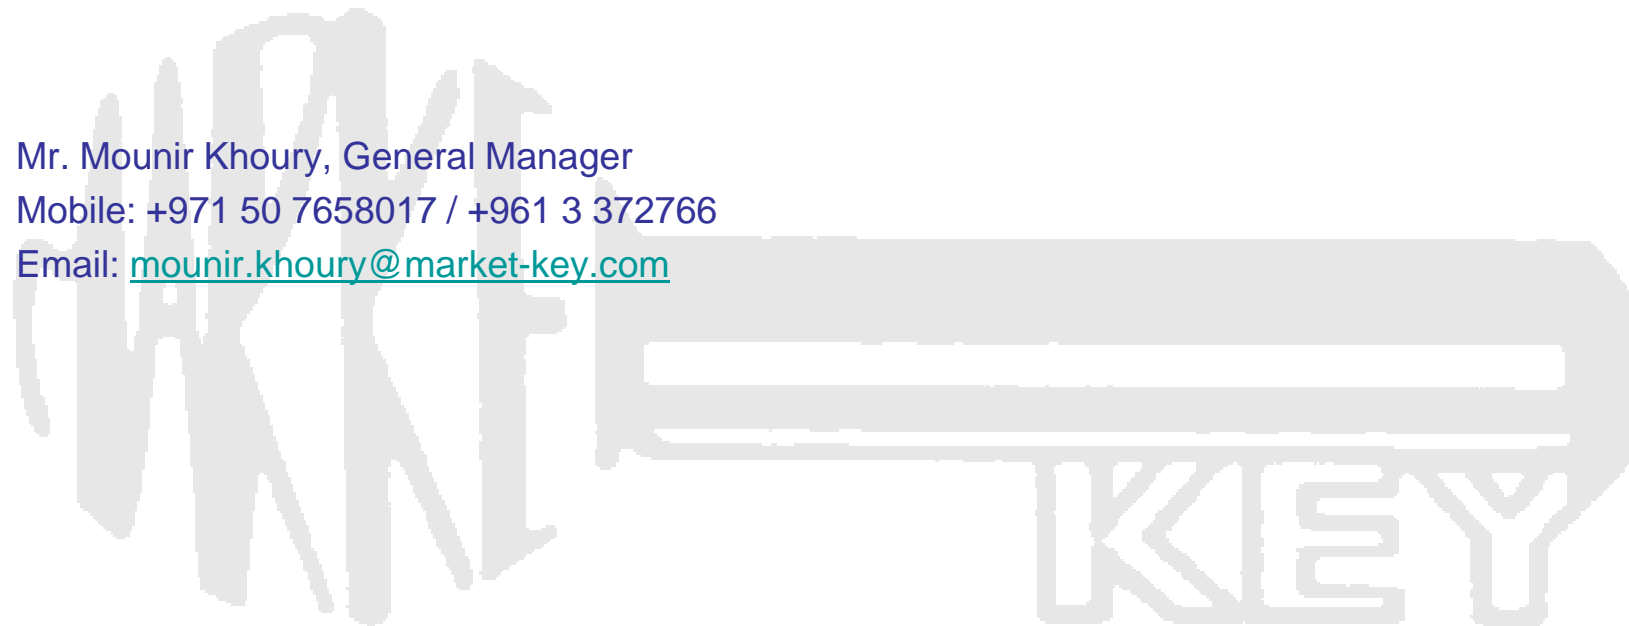 Mr. Mounir Khoury, General Manager
Mobile: +971 50 7658017 / +961 3 372766
Email: mounir.khoury@market-key.com
MARKET
KEY